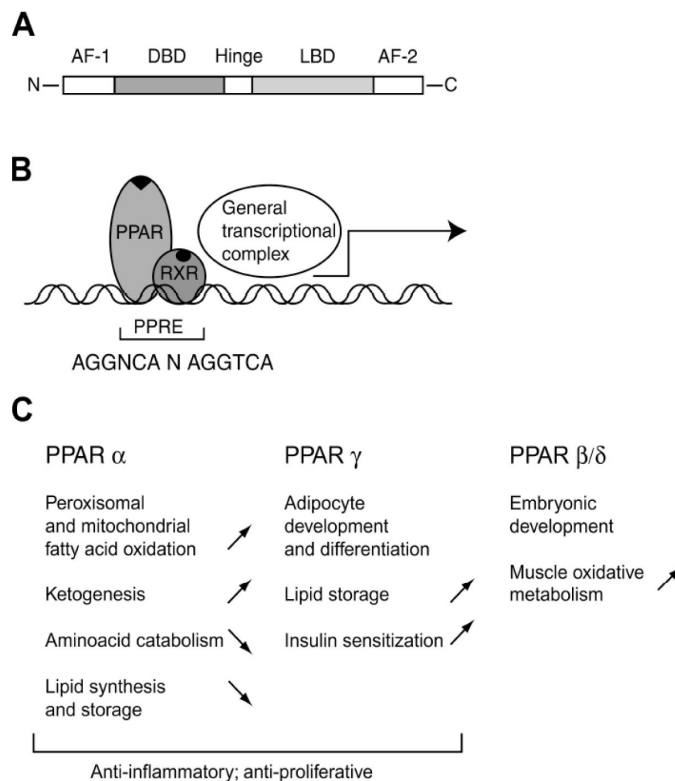 A
AF-1 DBD Hinge LBD AF-2
N C
B
PPAR
RXR
General
transcriptional
complex
PPRE
AGGNCA N AGGTCA
C
PPAR α
Peroxisomal
and mitochondrial
fatty acid oxidation
Ketogenesis
Aminoacid catabolism
Lipid synthesis
and storage
PPAR γ
Adipocyte
development
and differentiation
Lipid storage
Insulin sensitization
PPAR β/δ
Embryonic
development
Muscle oxidative
metabolism
Anti-inflammatory; anti-proliferative